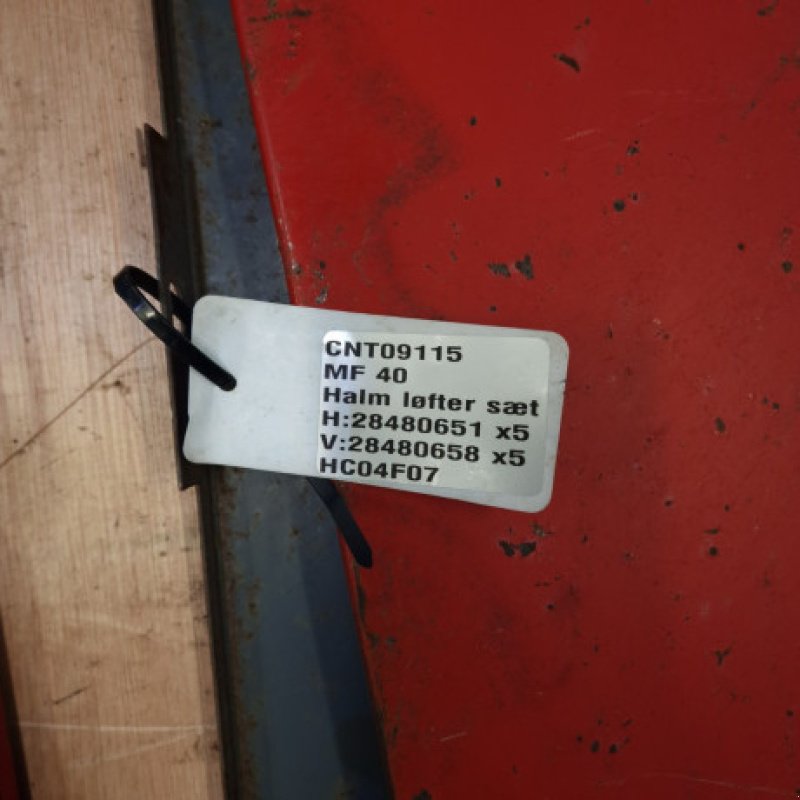 CNT09115
MF 40
Halm løfter sæt
H:28480651 x5
V:28480658 x5
HC04F07